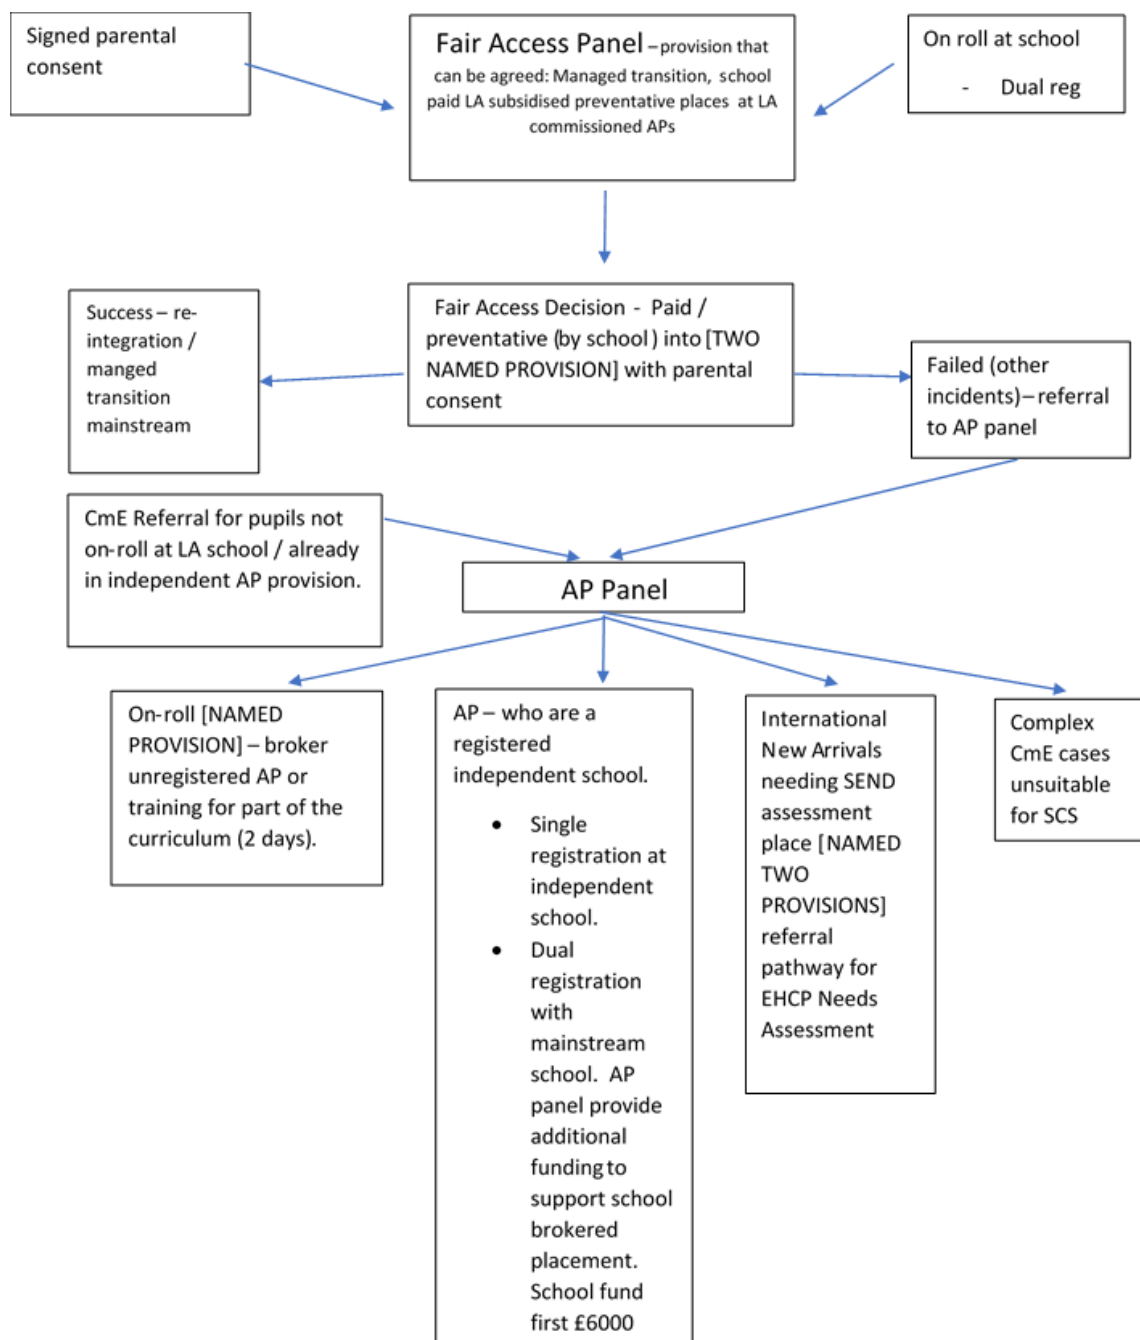 Signed parental
consent
Fair Access Panel – provision that
can be agreed: Managed transition, school
paid LA subsidised preventative places at LA
commissioned APs
On roll at school
- Dual reg
Success – re-
integration /
manged
transition
mainstream
Fair Access Decision - Paid /
preventative (by school) into [TWO
NAMED PROVISION] with parental
consent
Failed (other
incidents) – referral
to AP panel
CmE Referral for pupils not
on-roll at LA school / already
in independent AP provision.
AP Panel
On-roll [NAMED
PROVISION] – broker
unregistered AP or
training for part of the
curriculum (2 days).
AP – who are a
registered
independent school.
• Single
registration at
independent
school.
• Dual
registration
with
mainstream
school. AP
panel provide
additional
funding to
support school
brokered
placement.
School fund
first £6000
International
New Arrivals
needing SEND
assessment
place [NAMED
TWO
PROVISIONS]
referral
pathway for
EHCP Needs
Assessment
Complex
CmE cases
unsuitable
for SCS